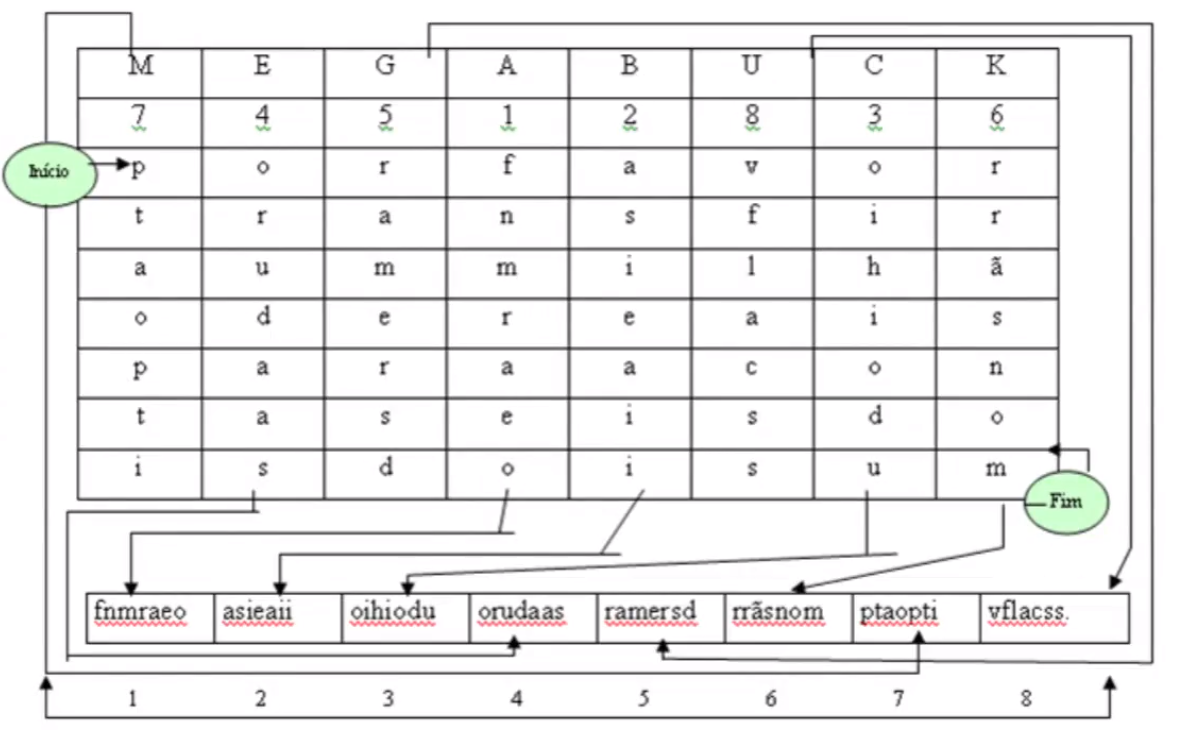 M E G A B U C K
7 4 5 1 2 8 3 6
Início
p o r f a v o r
t r a n s f i r
a u m m i l h ã
o d e r e a i s
p a r a a c o n
t a s e i s d o
i s d o i s u m
Fim
fnmraeo asieaii oihiodu orudaas ramersd rrãsnom ptaopti vflacss.
1 2 3 4 5 6 7 8